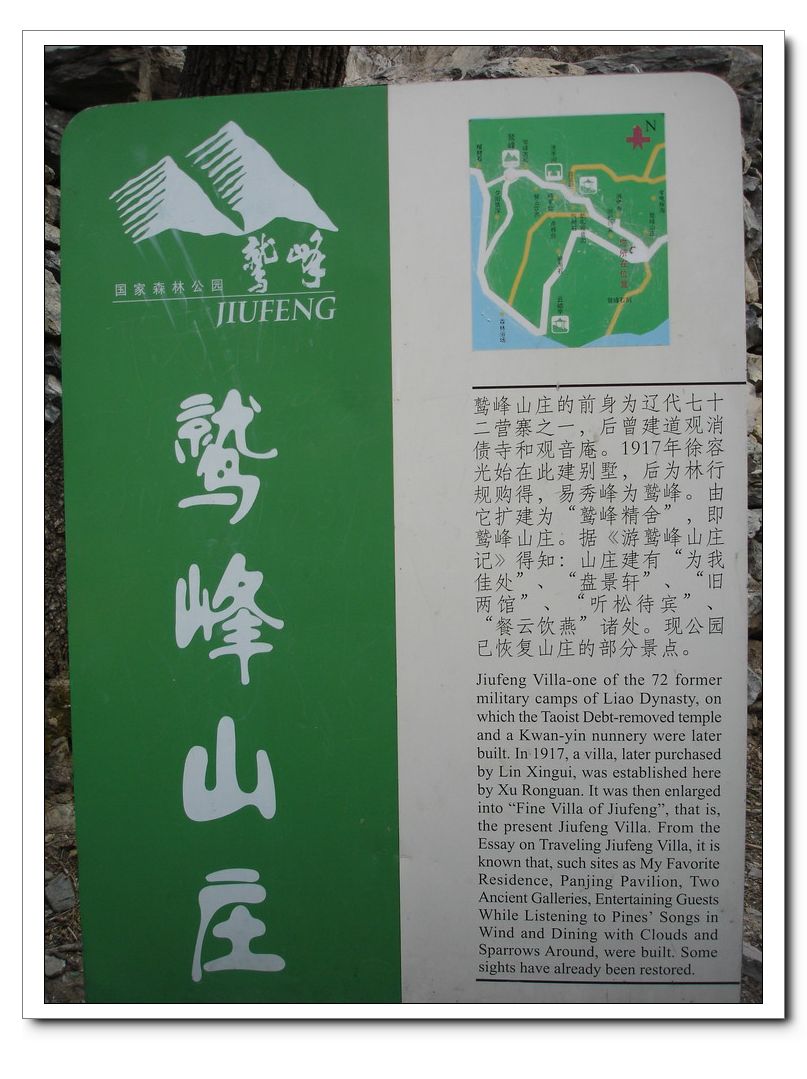 鹫峰
国家森林公园
JIUFENG
鹫峰山庄
N
鹫峰
您所在位置
鹫峰山庄的前身为辽代七十
二营寨之一，后曾建道观消
债寺和观音庵。1917年徐容
光始在此建别墅，后为林行
规购得，易秀峰为鹫峰。由
它扩建为“鹫峰精舍”，即
鹫峰山庄。据《游鹫峰山庄
记》得知：山庄建有“为我
佳处”、“盘景轩”、“旧
两馆”、“听松待宾”、
“餐云饮燕”诸处。现公园
已恢复山庄的部分景点。
Jiufeng Villa-one of the 72 former
military camps of Liao Dynasty, on
which the Taoist Debt-removed temple
and a Kwan-yin nunnery were later
built. In 1917, a villa, later purchased
by Lin Xingui, was established here
by Xu Ronguan. It was then enlarged
into “Fine Villa of Jiufeng”, that is,
the present Jiufeng Villa. From the
Essay on Traveling Jiufeng Villa, it is
known that, such sites as My Favorite
Residence, Panjing Pavilion, Two
Ancient Galleries, Entertaining Guests
While Listening to Pines’ Songs in
Wind and Dining with Clouds and
Sparrows Around, were built. Some
sights have already been restored.